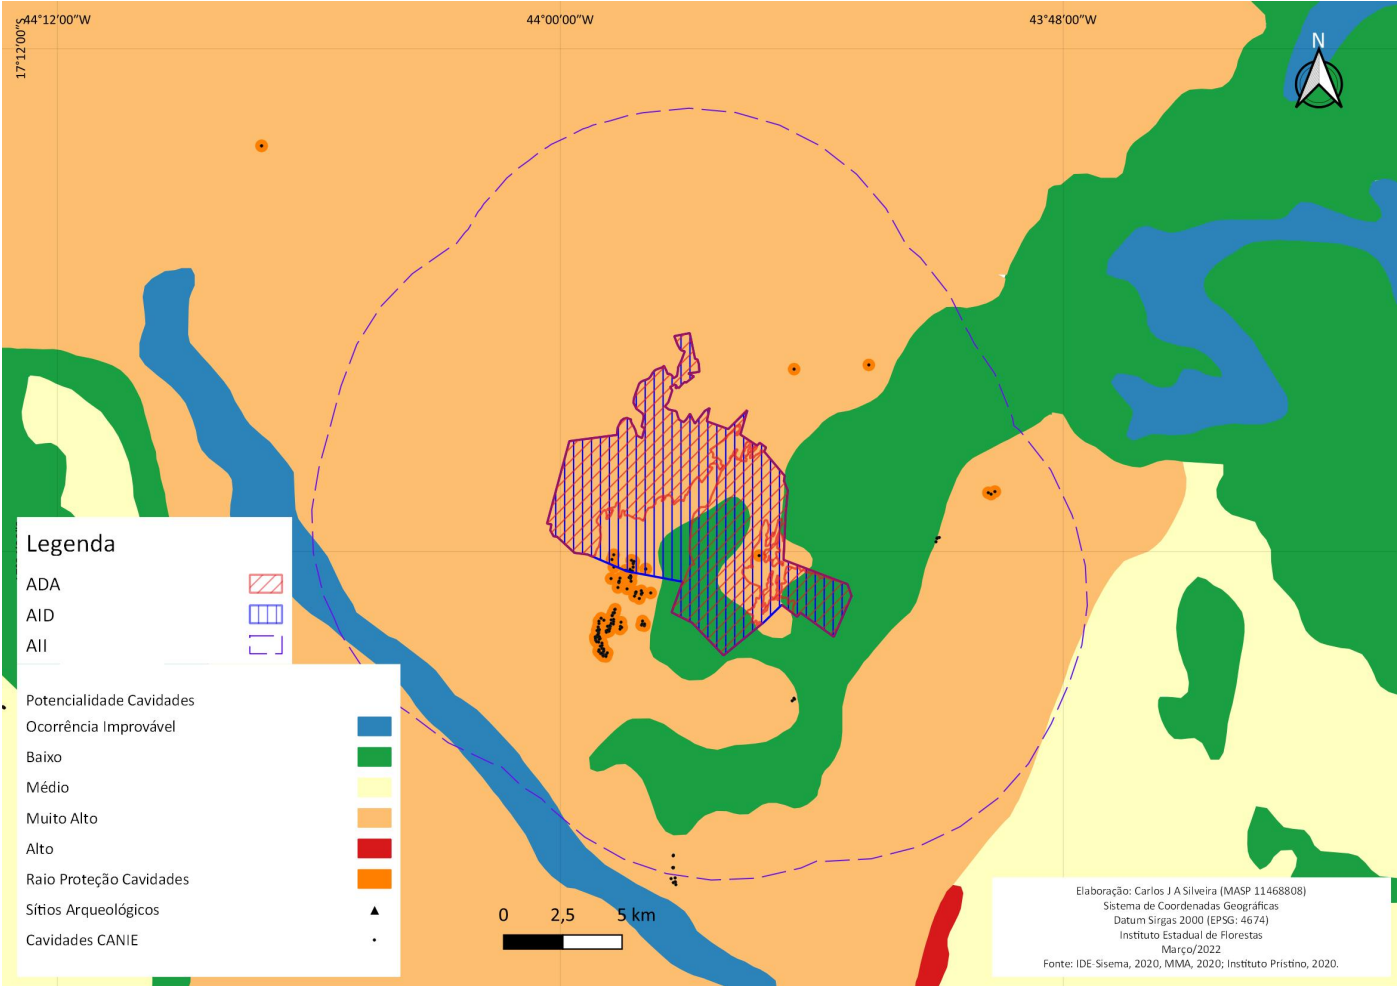 44°12'00"W
44°00'00"W
43°48'00"W
17°12'00"S
N
Legenda
ADA
AID
AII
Potencialidade Cavidades
Ocorrência Improvável
Baixo
Médio
Muito Alto
Alto
Raio Proteção Cavidades
Sítios Arqueológicos
Cavidades CANIE
0 2,5 5 km
Elaboração: Carlos J A Silveira (MASP 11468808)
Sistema de Coordenadas Geográficas
Datum Sirgas 2000 (EPSG: 4674)
Instituto Estadual de Florestas
Março/2022
Fonte: IDE-Sisema, 2020, MMA, 2020; Instituto Prístino, 2020.